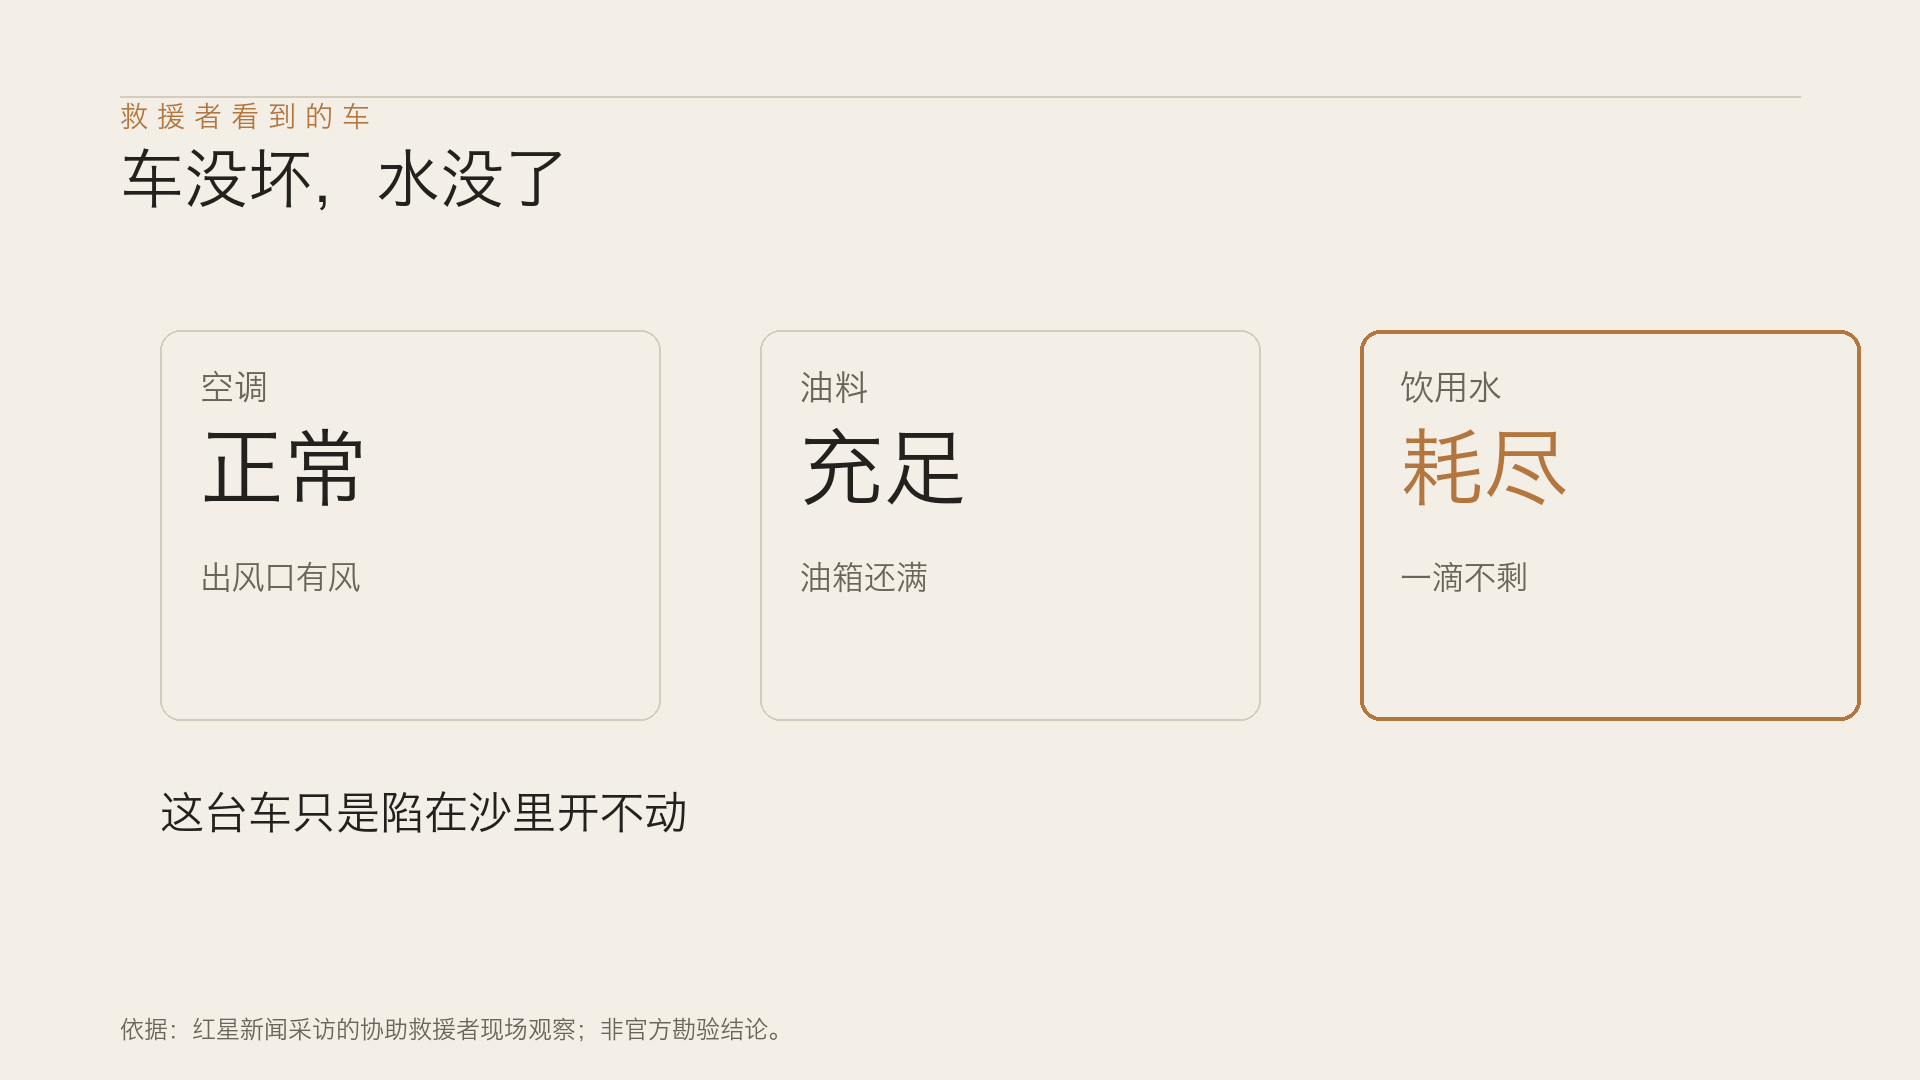 救援者看到的车
车没坏，水没了
空调
正常
出风口有风
油料
充足
油箱还满
饮用水
耗尽
一滴不剩
这台车只是陷在沙里开不动
依据：红星新闻采访的协助救援者现场观察；非官方勘验结论。